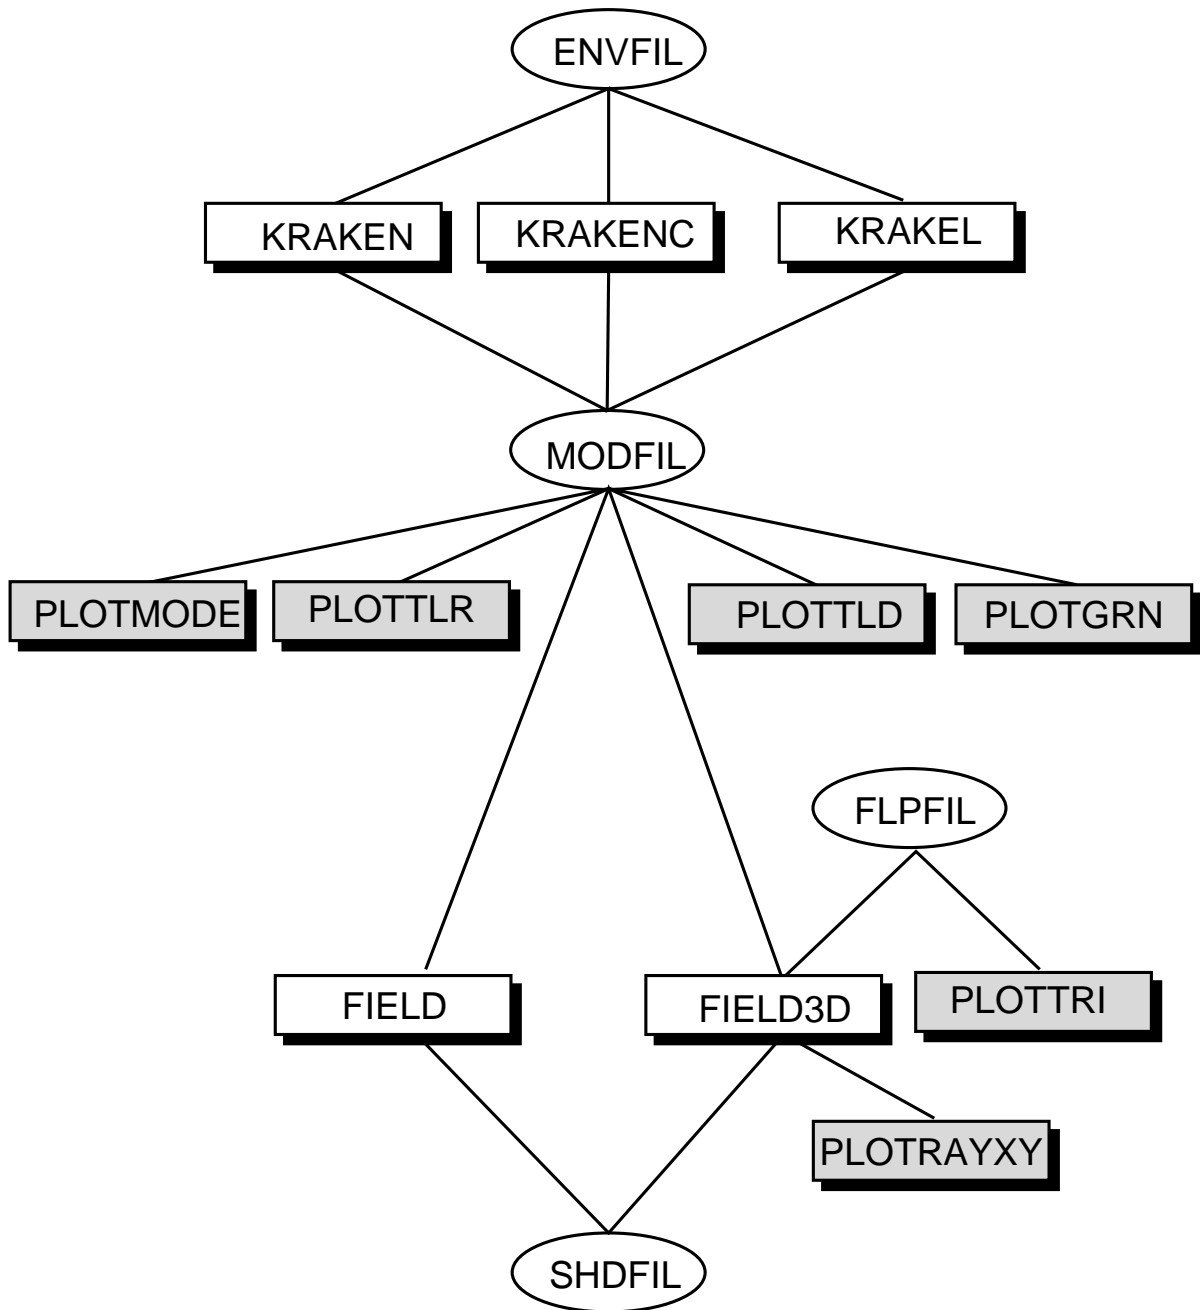 ENVFIL
KRAKEN
KRAKENC
KRAKEL
MODFIL
PLOTMODE
PLOTTLR
PLOTTLD
PLOTGRN
FLPFIL
FIELD
FIELD3D
PLOTTRI
PLOTRAYXY
SHDFIL